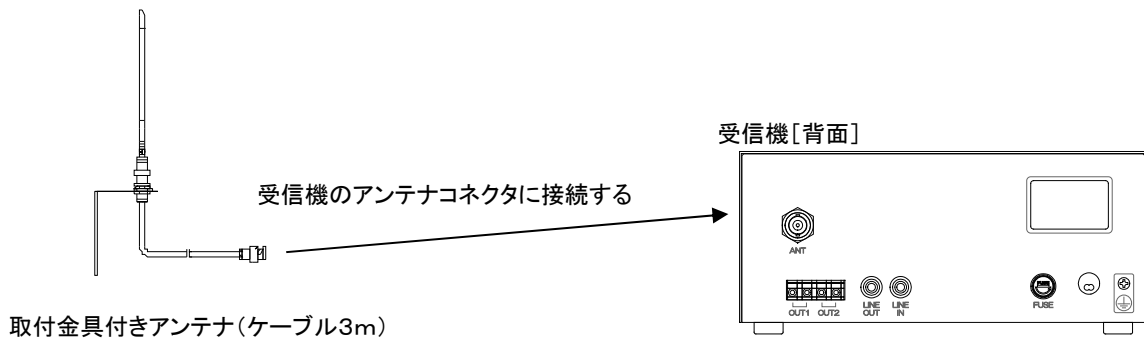 受信機[背面]
受信機のアンテナコネクタに接続する
ANT
OUT1 OUT2
LINE OUT
LINE IN
FUSE
FUSE
取付金具付きアンテナ(ケーブル3m)